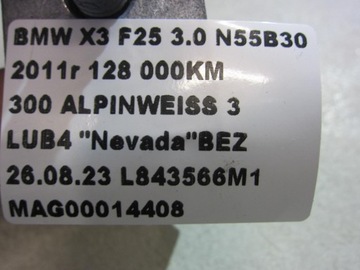 BMW X3 F25 3.0 N55B30
2011r 128 000KM
300 ALPINWEISS 3
LUB4 "Nevada"BEZ
26.08.23 L843566M1
MAG00014408